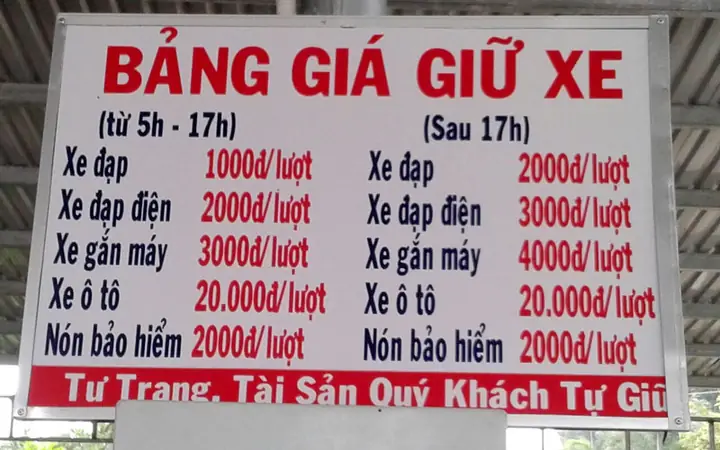 BẢNG GIÁ GIỮ XE
(từ 5h - 17h)
Xe đạp 1000đ/lượt
Xe đạp điện 2000đ/lượt
Xe gắn máy 3000đ/lượt
Xe ô tô 20.000đ/lượt
Nón bảo hiểm 2000đ/lượt
(Sau 17h)
Xe đạp 2000đ/lượt
Xe đạp điện 3000đ/lượt
Xe gắn máy 4000đ/lượt
Xe ô tô 20.000đ/lượt
Nón bảo hiểm 2000đ/lượt
Tư Trang, Tài Sản Quý Khách Tự Giữ